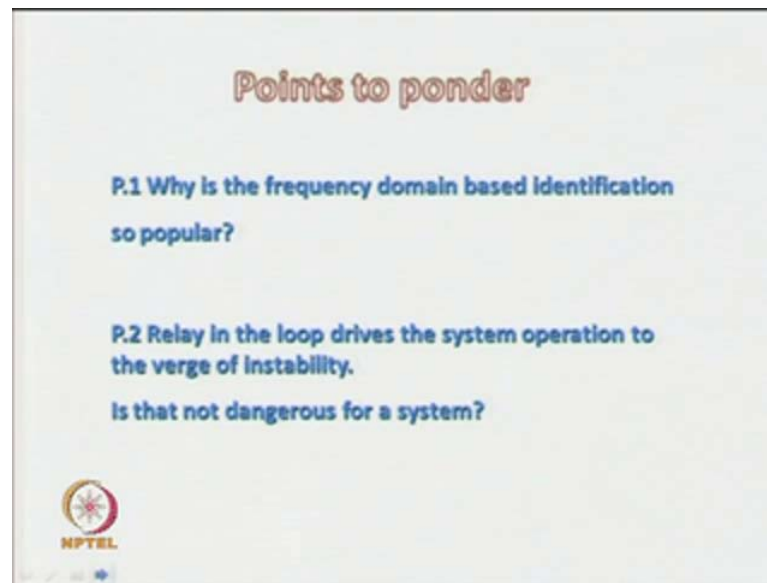 Points to ponder
P.1 Why is the frequency domain based identification
so popular?
P.2 Relay in the loop drives the system operation to
the verge of instability.
Is that not dangerous for a system?
NPTEL